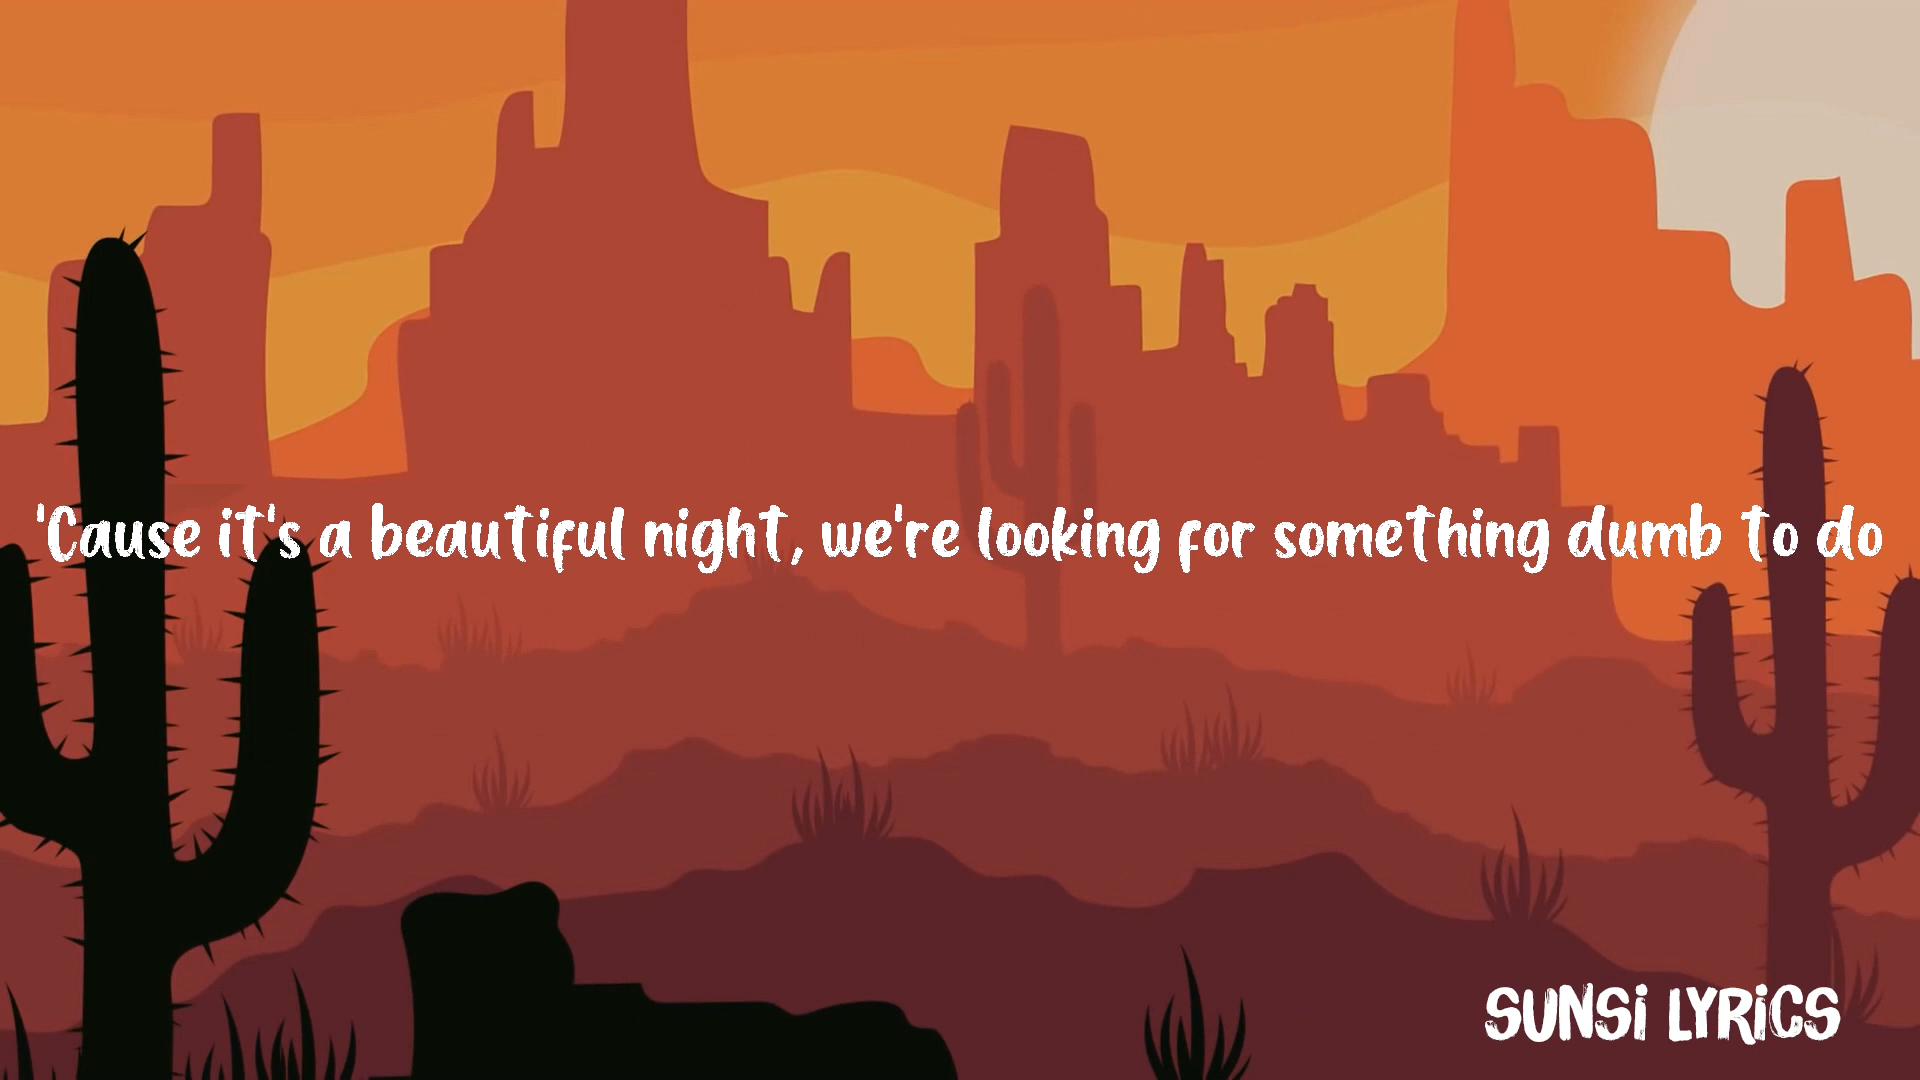 'Cause it's a beautiful night, we're looking for something dumb to do
SUNSi LYRiCS